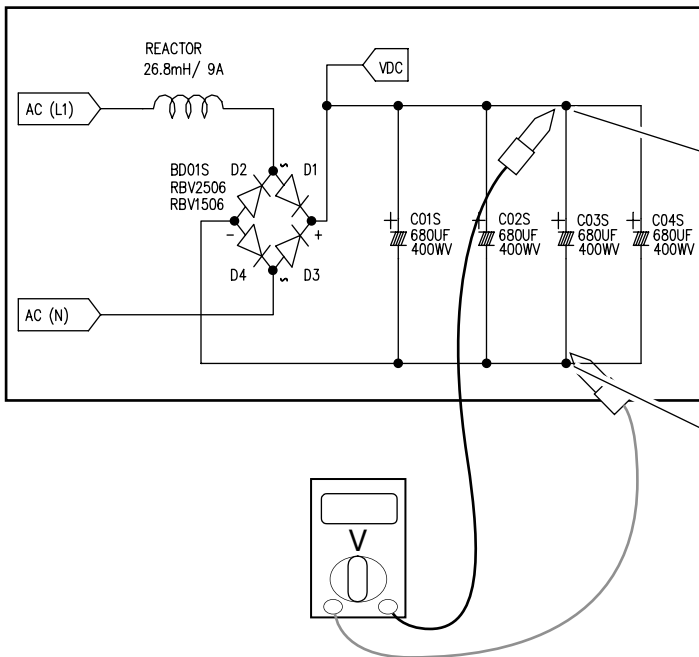 REACTOR
26.8mH/ 9A
VDC
AC (L1)
BD01S
RBV2506
RBV1506
D2
~
D1
-
+
D4
~
D3
+
C01S
680UF
400WV
+
C02S
680UF
400WV
+
C03S
680UF
400WV
+
C04S
680UF
400WV
AC (N)
V